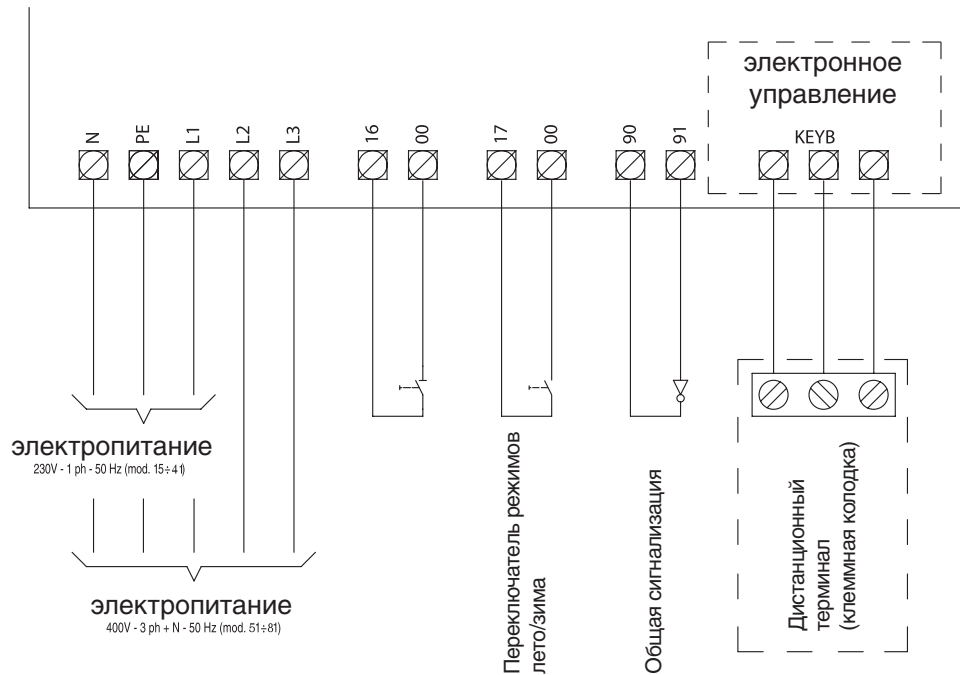 электронное
управление
N
PE
L1
L2
L3
16
00
17
00
90
91
KEYB
электропитание
230V - 1 ph - 50 Hz (mod. 15÷41)
электропитание
400V - 3 ph + N - 50 Hz (mod. 51÷81)
Переключатель режимов
лето/зима
Общая сигнализация
Дистанционный
терминал
(клеммная колодка)